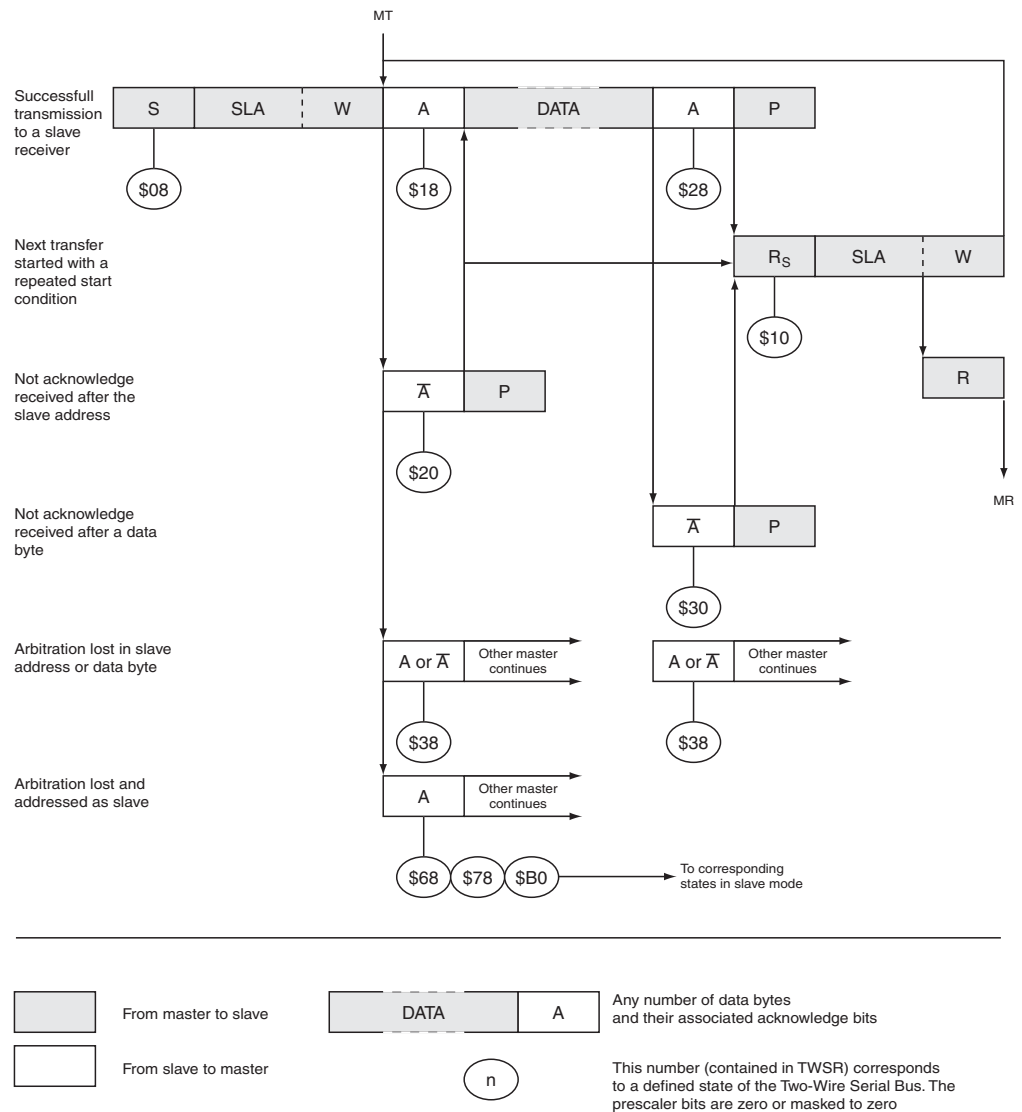 MT
Successfull
transmission
to a slave
receiver
S SLA W A DATA A P
$08 $18 $28
Next transfer
started with a
repeated start
condition
RS SLA W
$10
Not acknowledge
received after the
slave address
A̅ P
R
$20
MR
Not acknowledge
received after a data
byte
A̅ P
$30
Arbitration lost in slave
address or data byte
A or A̅ Other master
continues
A or A̅ Other master
continues
$38 $38
Arbitration lost and
addressed as slave
A Other master
continues
$68 $78 $B0
To corresponding
states in slave mode
From master to slave
DATA A
Any number of data bytes
and their associated acknowledge bits
From slave to master
n
This number (contained in TWSR) corresponds
to a defined state of the Two-Wire Serial Bus. The
prescaler bits are zero or masked to zero